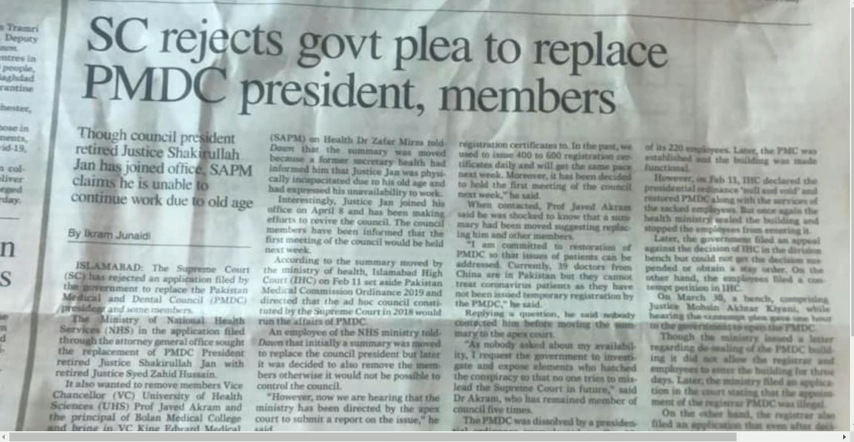 s Tramri
Deputy
ntres in
people,
aghdad
rantine
hester,
ose in
ments,
vid-19,
s col-
liver
eged
rday.
n
s
SC rejects govt plea to replace
PMDC president, members
Though council president
retired Justice Shakirullah
Jan has joined office, SAPM
claims he is unable to
continue work due to old age
By Ikram Junaidi
ISLAMABAD: The Supreme Court
(SC) has rejected an application filed by
the government to replace the Pakistan
Medical and Dental Council (PMDC)
president and some members.
The Ministry of National Health
Services (NHS) in the application filed
through the attorney general office sought
the replacement of PMDC President
retired Justice Shakirullah Jan with
retired Justice Syed Zahid Hussain.
It also wanted to remove members Vice
Chancellor (VC) University of Health
Sciences (UHS) Prof Javed Akram and
the principal of Bolan Medical College
and bring in VC King Edward Medical
(SAPM) on Health Dr Zafar Mirza told
Dawn that the summary was moved
because a former secretary health had
informed him that Justice Jan was physi-
cally incapacitated due to his old age and
had expressed his unavailability to work.
Interestingly, Justice Jan joined his
office on April 8 and has been making
efforts to revive the council. The council
members have been informed that the
first meeting of the council would be held
next week.
According to the summary moved by
the ministry of health, Islamabad High
Court (IHC) on Feb 11 set aside Pakistan
Medical Commission Ordinance 2019 and
directed that the ad hoc council consti-
tuted by the Supreme Court in 2018 would
run the affairs of PMDC.
An employee of the NHS ministry told
Dawn that initially a summary was moved
to replace the council president but later
it was decided to also remove the mem-
bers otherwise it would not be possible to
control the council.
"However, now we are hearing that the
ministry has been directed by the apex
court to submit a report on the issue," he
said.
registration certificates to. In the past, we
used to issue 400 to 600 registration cer-
tificates daily and will get the same pace
next week. Moreover, it has been decided
to hold the first meeting of the council
next week," he said.
When contacted, Prof Javed Akram
said he was shocked to know that a sum-
mary had been moved suggesting replac-
ing him and other members.
"I am committed to restoration of
PMDC so that issues of patients can be
addressed. Currently, 39 doctors from
China are in Pakistan but they cannot
treat coronavirus patients as they have
not been issued temporary registration by
the PMDC," he said.
Replying a question, he said nobody
contacted him before moving the sum-
mary to the apex court.
"As nobody asked about my availabil-
ity, I request the government to investi-
gate and expose elements who hatched
the conspiracy so that no one tries to mis-
lead the Supreme Court in future," said
Dr Akram, who has remained member of
council five times.
The PMDC was dissolved by a presiden-
of its 220 employees. Later, the PMC was
established and the building was made
functional.
However, on Feb 11, IHC declared the
presidential ordinance "null and void" and
restored PMDC along with the services of
the sacked employees. But once again the
health ministry sealed the building and
stopped the employees from entering it.
Later, the government filed an appeal
against the decision of IHC in the division
bench but could not get the decision sus-
pended or obtain a stay order. On the
other hand, the employees filed a con-
tempt petition in IHC.
On March 30, a bench, comprising
Justice Mohsin Akhtar Kiyani, while
hearing the contempt plea gave one hour
to the government to open the PMDC.
Though the ministry issued a letter
regarding de-sealing of the PMDC build-
ing it did not allow the registrar and
employees to enter the building for three
days. Later, the ministry filed an applica-
tion in the court stating that the appoint-
ment of the registrar PMDC was illegal.
On the other hand, the registrar also
filed an application that even after